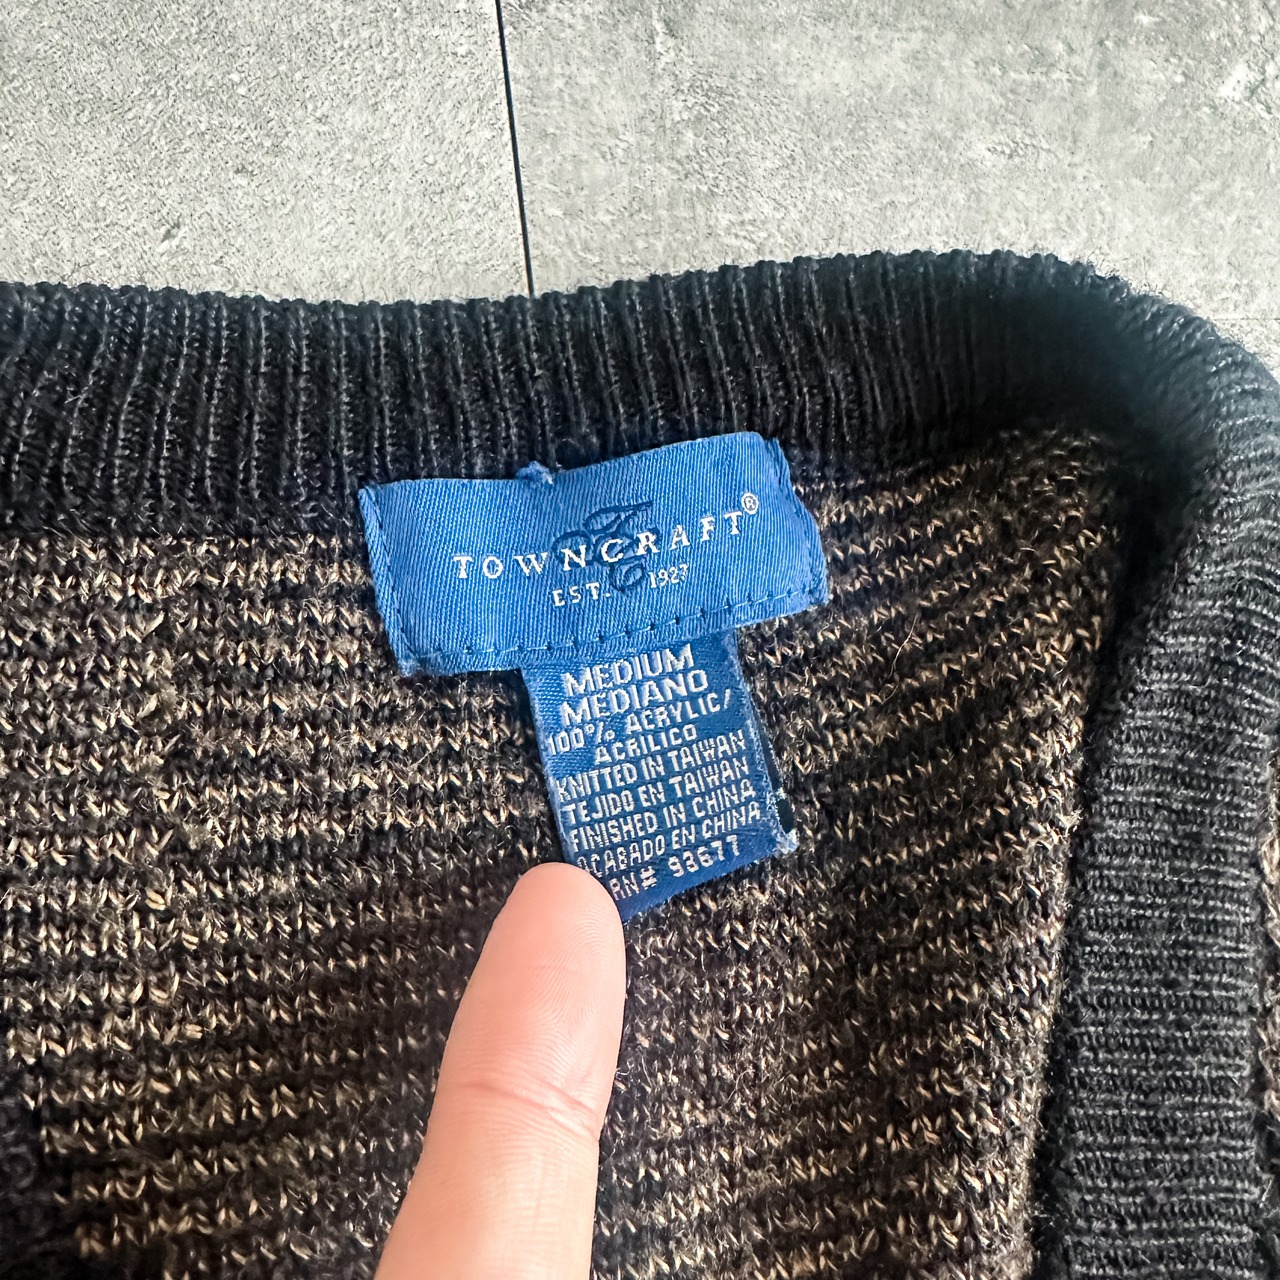 TOWNCRAFT®
EST. 1927
MEDIUM
MEDIANO
100% ACRYLIC/
ACRILICO
KNITTED IN TAIWAN
TEJIDO EN TAIWAN
FINISHED IN CHINA
ACABADO EN CHINA
RN# 93677